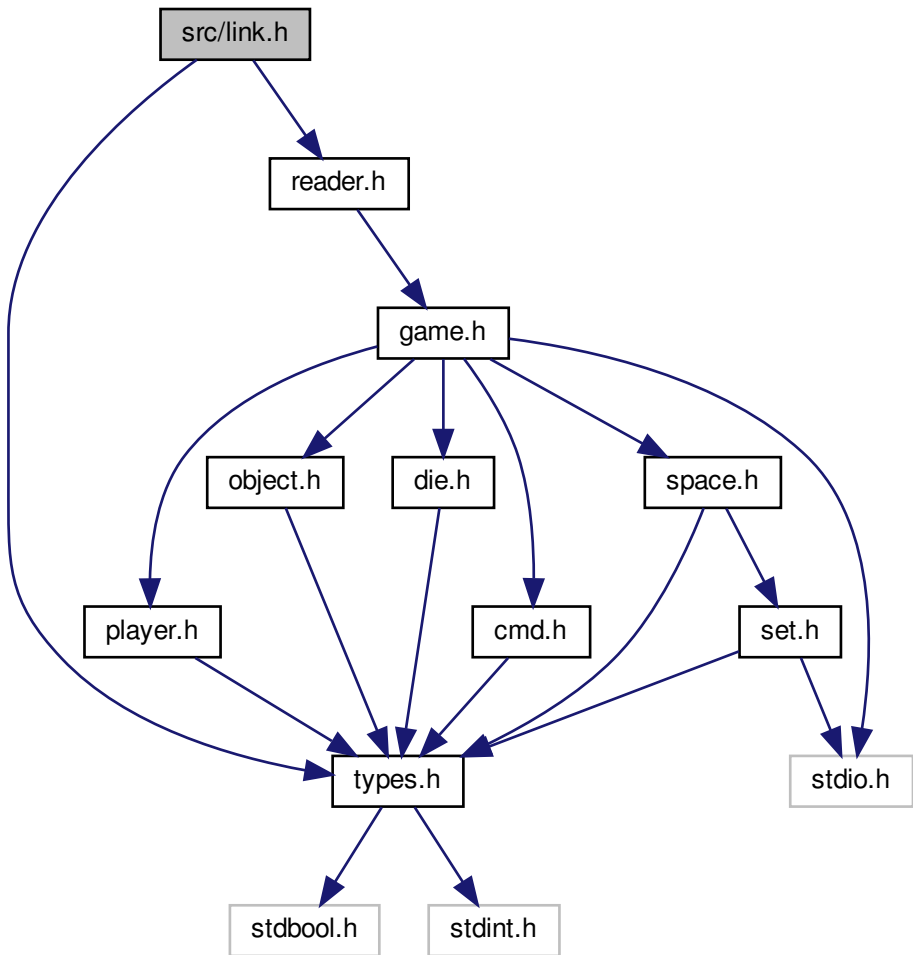 src/link.h
reader.h
game.h
object.h
die.h
space.h
player.h
cmd.h
set.h
types.h
stdio.h
stdbool.h
stdint.h